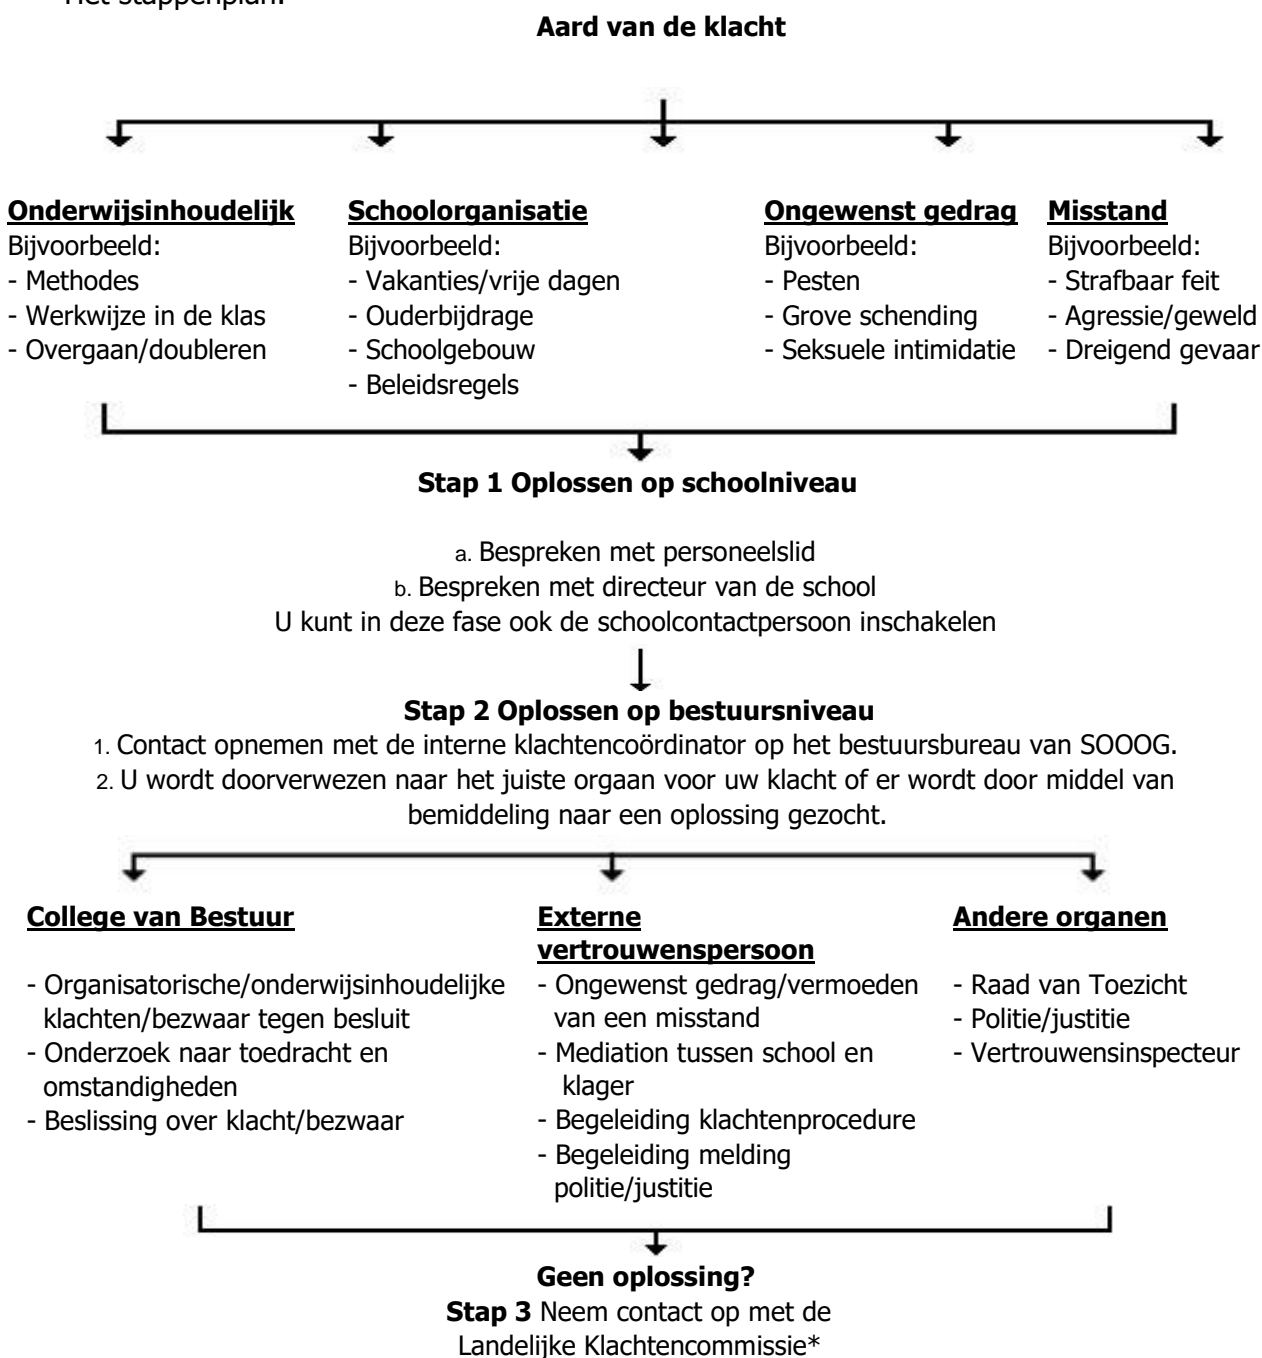 Het stappenplan:
Aard van de klacht
Onderwijsinhoudelijk
Bijvoorbeeld:
- Methodes
- Werkwijze in de klas
- Overgaan/doubleren
Schoolorganisatie
Bijvoorbeeld:
- Vakanties/vrije dagen
- Ouderbijdrage
- Schoolgebouw
- Beleidsregels
Ongewenst gedrag
Bijvoorbeeld:
- Pesten
- Grove schending
- Seksuele intimidatie
Misstand
Bijvoorbeeld:
- Strafbaar feit
- Agressie/geweld
- Dreigend gevaar
Stap 1 Oplossen op schoolniveau
a. Bespreken met personeelslid
b. Bespreken met directeur van de school
U kunt in deze fase ook de schoolcontactpersoon inschakelen
Stap 2 Oplossen op bestuursniveau
1. Contact opnemen met de interne klachtencoördinator op het bestuursbureau van SOOOG.
2. U wordt doorverwezen naar het juiste orgaan voor uw klacht of er wordt door middel van
bemiddeling naar een oplossing gezocht.
College van Bestuur
- Organisatorische/onderwijsinhoudelijke
klachten/bezwaar tegen besluit
- Onderzoek naar toedracht en
omstandigheden
- Beslissing over klacht/bezwaar
Externe
vertrouwenspersoon
- Ongewenst gedrag/vermoeden
van een misstand
- Mediation tussen school en
klager
- Begeleiding klachtenprocedure
- Begeleiding melding
politie/justitie
Andere organen
- Raad van Toezicht
- Politie/justitie
- Vertrouwensinspecteur
Geen oplossing?
Stap 3 Neem contact op met de
Landelijke Klachtencommissie*